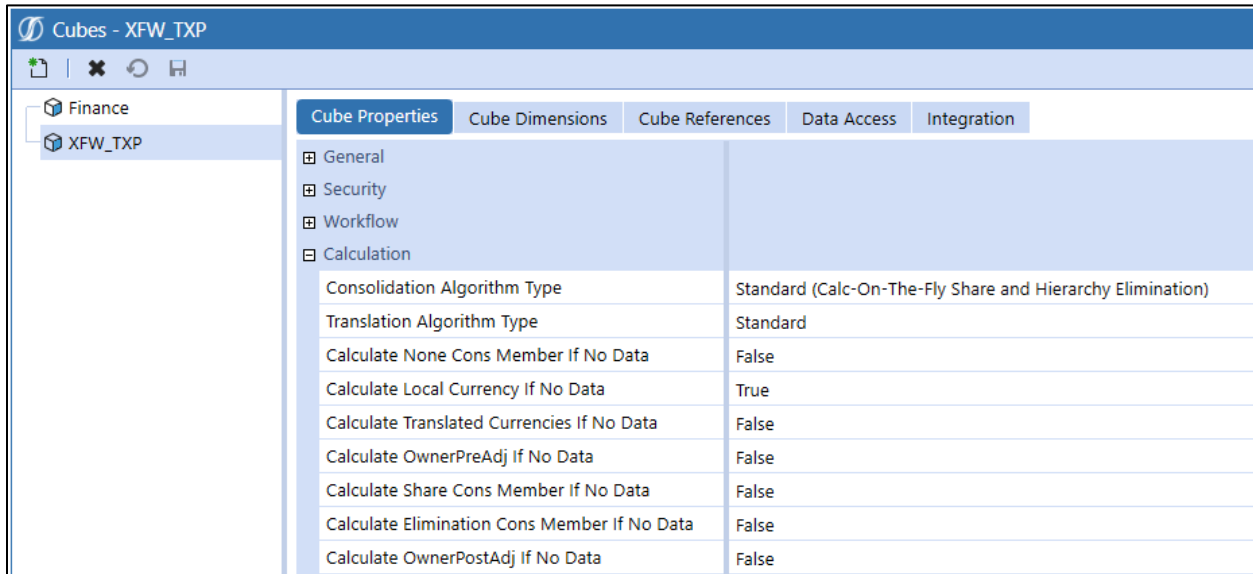 Cubes - XFW_TXP
Finance
XFW_TXP
Cube Properties Cube Dimensions Cube References Data Access Integration
General
Security
Workflow
Calculation
Consolidation Algorithm Type Standard (Calc-On-The-Fly Share and Hierarchy Elimination)
Translation Algorithm Type Standard
Calculate None Cons Member If No Data False
Calculate Local Currency If No Data True
Calculate Translated Currencies If No Data False
Calculate OwnerPreAdj If No Data False
Calculate Share Cons Member If No Data False
Calculate Elimination Cons Member If No Data False
Calculate OwnerPostAdj If No Data False